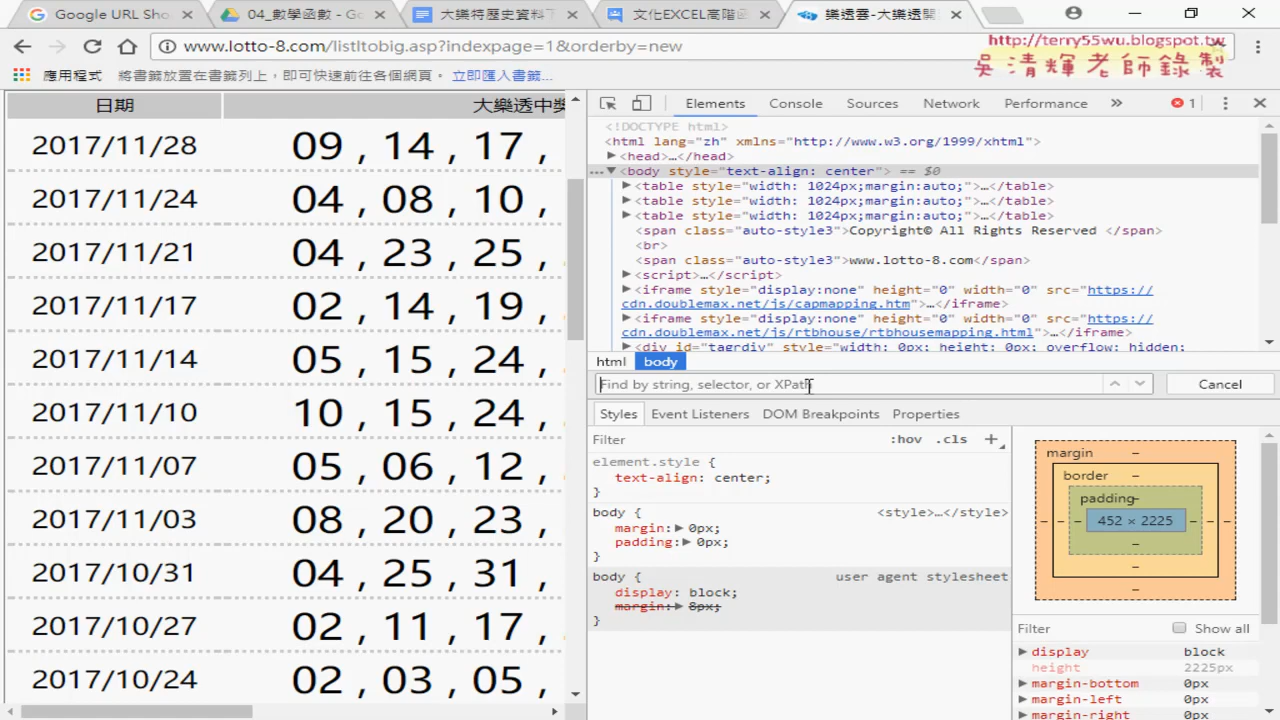 Google URL Sho
04_數學函數 - Go
大樂特歷史資料下
文化EXCEL高階函
樂透雲-大樂透開
www.lotto-8.com/listltobig.asp?indexpage=1&orderby=new
http://terry55wu.blogspot.tw
吳清輝老師錄製
應用程式
將書籤放置在書籤列上，即可快速前往各個網頁。
立即匯入書籤...
日期
大樂透中獎
2017/11/28 09 , 14 , 17 ,
2017/11/24 04 , 08 , 10 ,
2017/11/21 04 , 23 , 25 ,
2017/11/17 02 , 14 , 19 ,
2017/11/14 05 , 15 , 24 ,
2017/11/10 10 , 15 , 24 ,
2017/11/07 05 , 06 , 12 ,
2017/11/03 08 , 20 , 23 ,
2017/10/31 04 , 25 , 31 ,
2017/10/27 02 , 11 , 17 ,
2017/10/24 02 , 03 , 05 ,
Elements Console Sources Network Performance » 1
<!DOCTYPE html>
<html lang="zh" xmlns="http://www.w3.org/1999/xhtml">
<head>…</head>
<body style="text-align: center"> == $0
<table style="width: 1024px;margin:auto;">…</table>
<table style="width: 1024px;margin:auto;">…</table>
<table style="width: 1024px;margin:auto;">…</table>
<span class="auto-style3">Copyright© All Rights Reserved </span>
<br>
<span class="auto-style3">www.lotto-8.com</span>
<script>…</script>
<iframe style="display:none" height="0" width="0" src="https://
cdn.doublemax.net/js/capmapping.htm">…</iframe>
<iframe style="display:none" height="0" width="0" src="https://
cdn.doublemax.net/js/rtbhouse/rtbhousemapping.html">…</iframe>
<div id="tagrdiv" style="width: 0px; height: 0px; overflow: hidden;
html body
Find by string, selector, or XPath
Cancel
Styles Event Listeners DOM Breakpoints Properties
Filter :hov .cls +
element.style {
text-align: center;
}
body { <style>…</style>
margin: 0px;
padding: 0px;
}
body { user agent stylesheet
display: block;
margin: 8px;
}
margin –
border –
padding –
– – – 452 × 2225 – – –
–
–
–
Filter Show all
display block
height 2225px
margin-bottom 0px
margin-left 0px
margin-right 0px